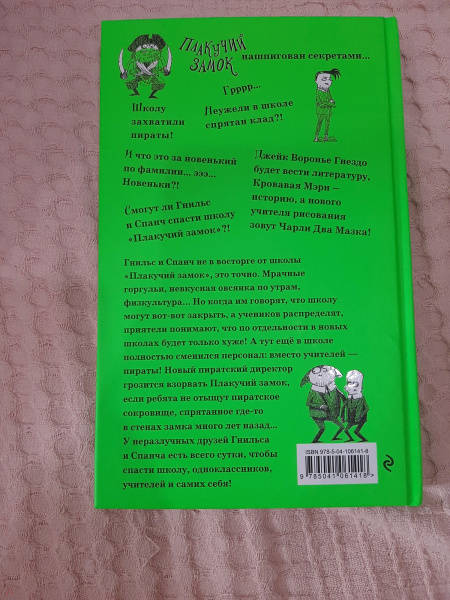 Плакучий замок нашпигован секретами...
Грррр...
Школу
захватили
пираты!
Неужели в школе
спрятан клад?!
И что это за новенький
по фамилии... эээ...
Новеньки?!
Джейк Воронье Гнездо
будет вести литературу,
Кровавая Мэри —
историю, а нового
учителя рисования
зовут Чарли Два Мазка!
Смогут ли Гнильс
и Спанч спасти школу
«Плакучий замок»?!
Гнильс и Спанч не в восторге от школы
«Плакучий замок», это точно. Мрачные
горгульи, невкусная овсянка по утрам,
физкультура... Но когда им говорят, что школу
могут вот-вот закрыть, а учеников распределят,
приятели понимают, что по отдельности в новых
школах будет только хуже! А тут ещё в школе
полностью сменился персонал: вместо учителей —
пираты! Новый пиратский директор
грозится взорвать Плакучий замок,
если ребята не отыщут пиратское
сокровище, спрятанное где-то
в стенах замка много лет назад...
У неразлучных друзей Гнильса
и Спанча есть всего сутки, чтобы
спасти школу, одноклассников,
учителей и самих себя!
ISBN 978-5-04-106141-8
9 785041 061418 >